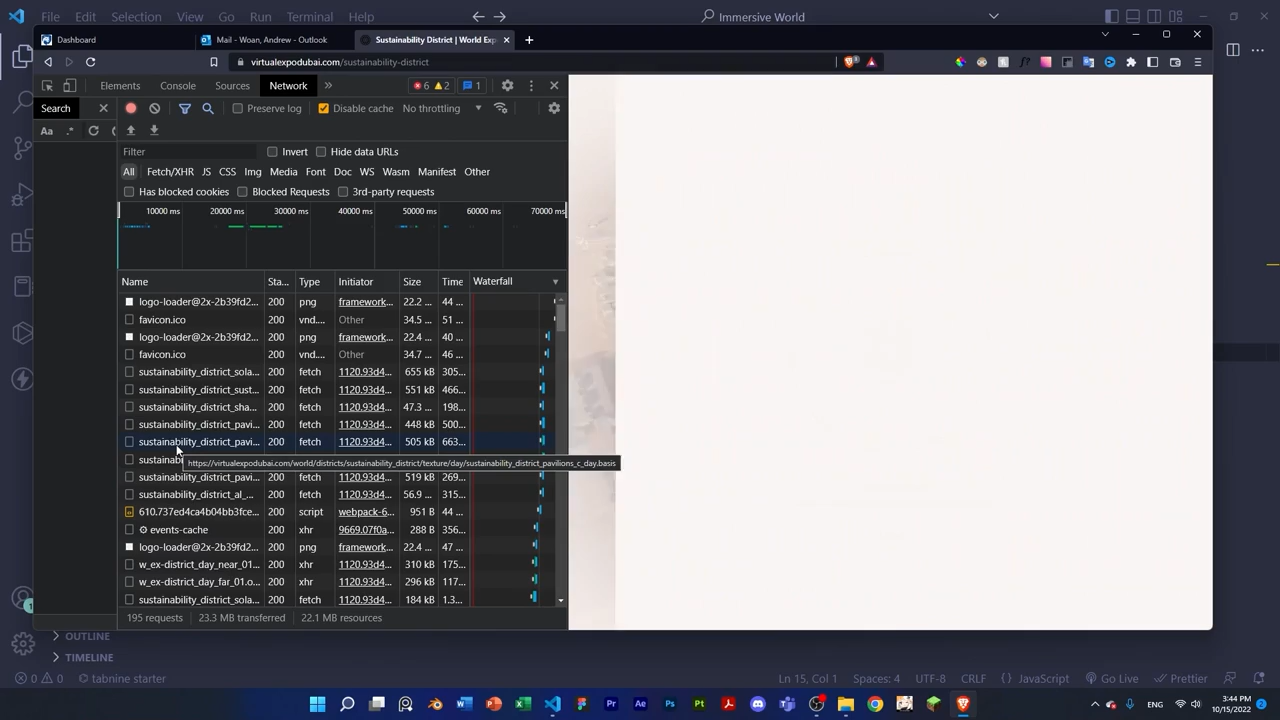 File Edit Selection View Go Run Terminal Help Immersive World
Dashboard Mail - Woan, Andrew - Outlook Sustainability District | World Exp
virtualexpodubai.com/sustainability-district
Elements Console Sources Network 6 2 1
Search Preserve log Disable cache No throttling
Aa .*
Filter Invert Hide data URLs
All Fetch/XHR JS CSS Img Media Font Doc WS Wasm Manifest Other
Has blocked cookies Blocked Requests 3rd-party requests
10000 ms 20000 ms 30000 ms 40000 ms 50000 ms 60000 ms 70000 ms
Name Sta... Type Initiator Size Time Waterfall
logo-loader@2x-2b39fd2... 200 png framework... 22.2 ... 44 ...
favicon.ico 200 vnd.... Other 34.5 ... 51 ...
logo-loader@2x-2b39fd2... 200 png framework... 22.4 ... 40 ...
favicon.ico 200 vnd.... Other 34.7 ... 46 ...
sustainability_district_sola... 200 fetch 1120.93d4... 655 kB 305...
sustainability_district_sust... 200 fetch 1120.93d4... 551 kB 466...
sustainability_district_sha... 200 fetch 1120.93d4... 47.3 ... 198...
sustainability_district_pavi... 200 fetch 1120.93d4... 448 kB 500...
sustainability_district_pavi... 200 fetch 1120.93d4... 505 kB 663...
sustainab https://virtualexpodubai.com/world/districts/sustainability_district/texture/day/sustainability_district_pavilions_c_day.basis
sustainability_district_pavi... 200 fetch 1120.93d4... 519 kB 269...
sustainability_district_al_... 200 fetch 1120.93d4... 56.9 ... 315...
610.737ed4ca4b04bb3fce... 200 script webpack-6... 951 B 44 ...
events-cache 200 xhr 9669.07f0a... 288 B 356...
logo-loader@2x-2b39fd2... 200 png framework... 22.4 ... 47 ...
w_ex-district_day_near_01... 200 xhr 1120.93d4... 310 kB 175...
w_ex-district_day_far_01.o... 200 xhr 1120.93d4... 296 kB 117...
sustainability_district_sola... 200 fetch 1120.93d4... 184 kB 1.3...
195 requests 23.3 MB transferred 22.1 MB resources
OUTLINE
TIMELINE
0 0 tabnine starter Ln 15, Col 1 Spaces: 4 UTF-8 CRLF {} JavaScript Go Live Prettier
ENG 3:44 PM
10/15/2022